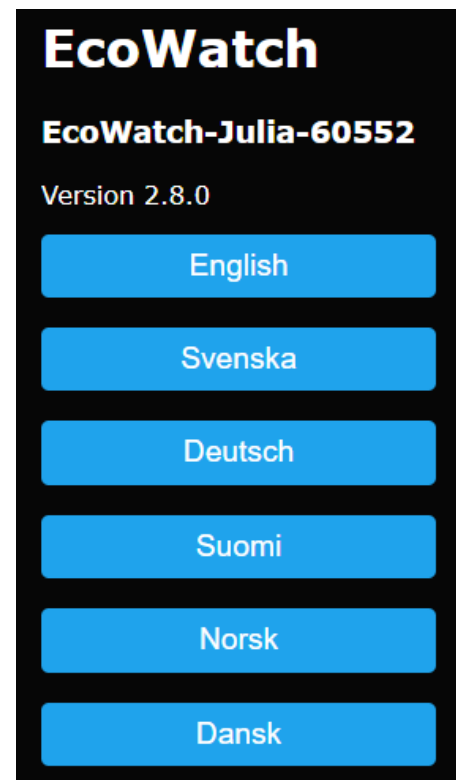 EcoWatch
EcoWatch-Julia-60552
Version 2.8.0
English
Svenska
Deutsch
Suomi
Norsk
Dansk